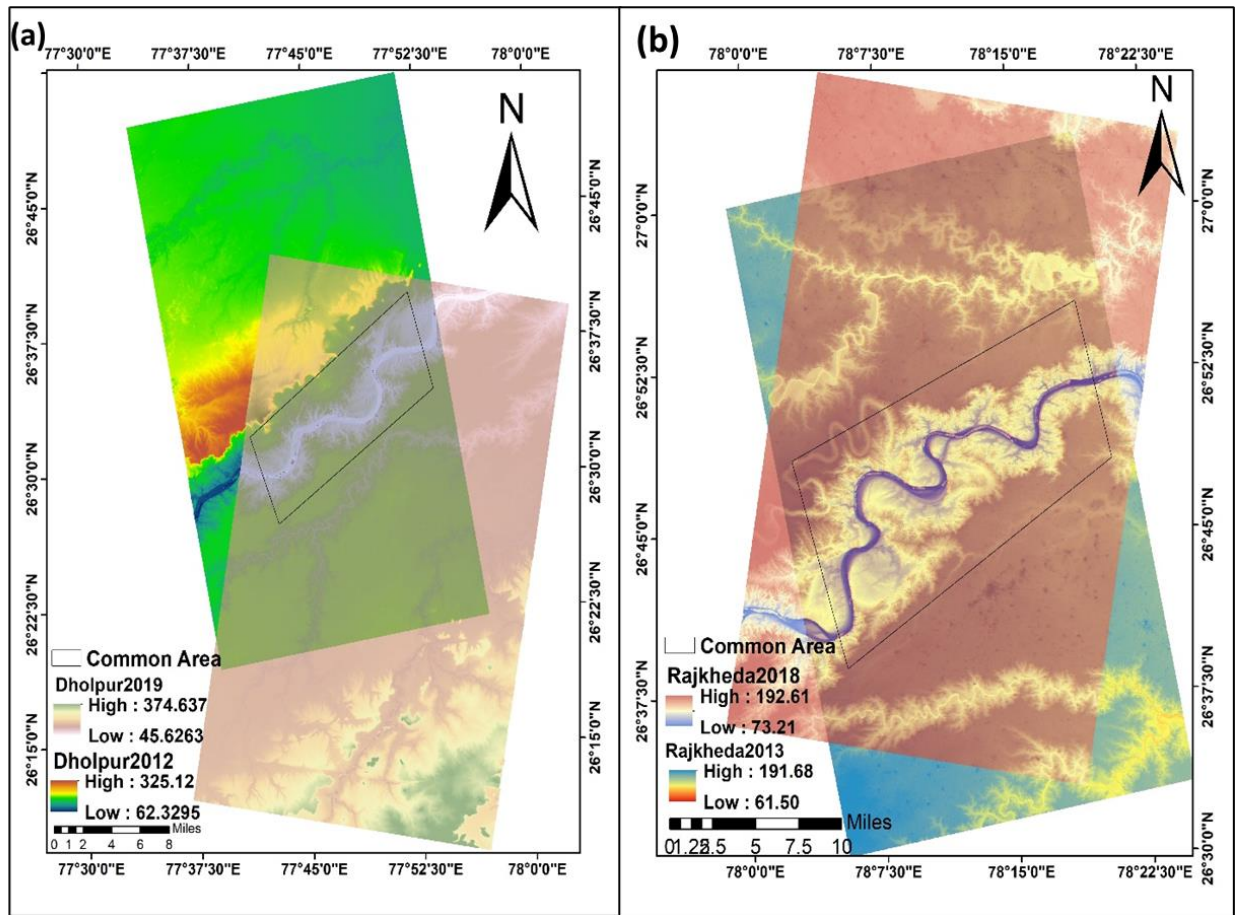 (a)
77°30'0"E 77°37'30"E 77°45'0"E 77°52'30"E 78°0'0"E
N
26°45'0"N 26°45'0"N
26°37'30"N 26°37'30"N
26°30'0"N 26°30'0"N
26°22'30"N 26°22'30"N
26°15'0"N 26°15'0"N
Common Area
Dholpur2019
High : 374.637
Low : 45.6263
Dholpur2012
High : 325.12
Low : 62.3295
Miles
0 1 2 4 6 8
77°30'0"E 77°37'30"E 77°45'0"E 77°52'30"E 78°0'0"E
(b)
78°0'0"E 78°7'30"E 78°15'0"E 78°22'30"E
N
27°0'0"N 27°0'0"N
26°52'30"N 26°52'30"N
26°45'0"N 26°45'0"N
26°37'30"N 26°37'30"N
26°30'0"N
Common Area
Rajkheda2018
High : 192.61
Low : 73.21
Rajkheda2013
High : 191.68
Low : 61.50
Miles
01.252.5 5 7.5 10
78°0'0"E 78°7'30"E 78°15'0"E 78°22'30"E